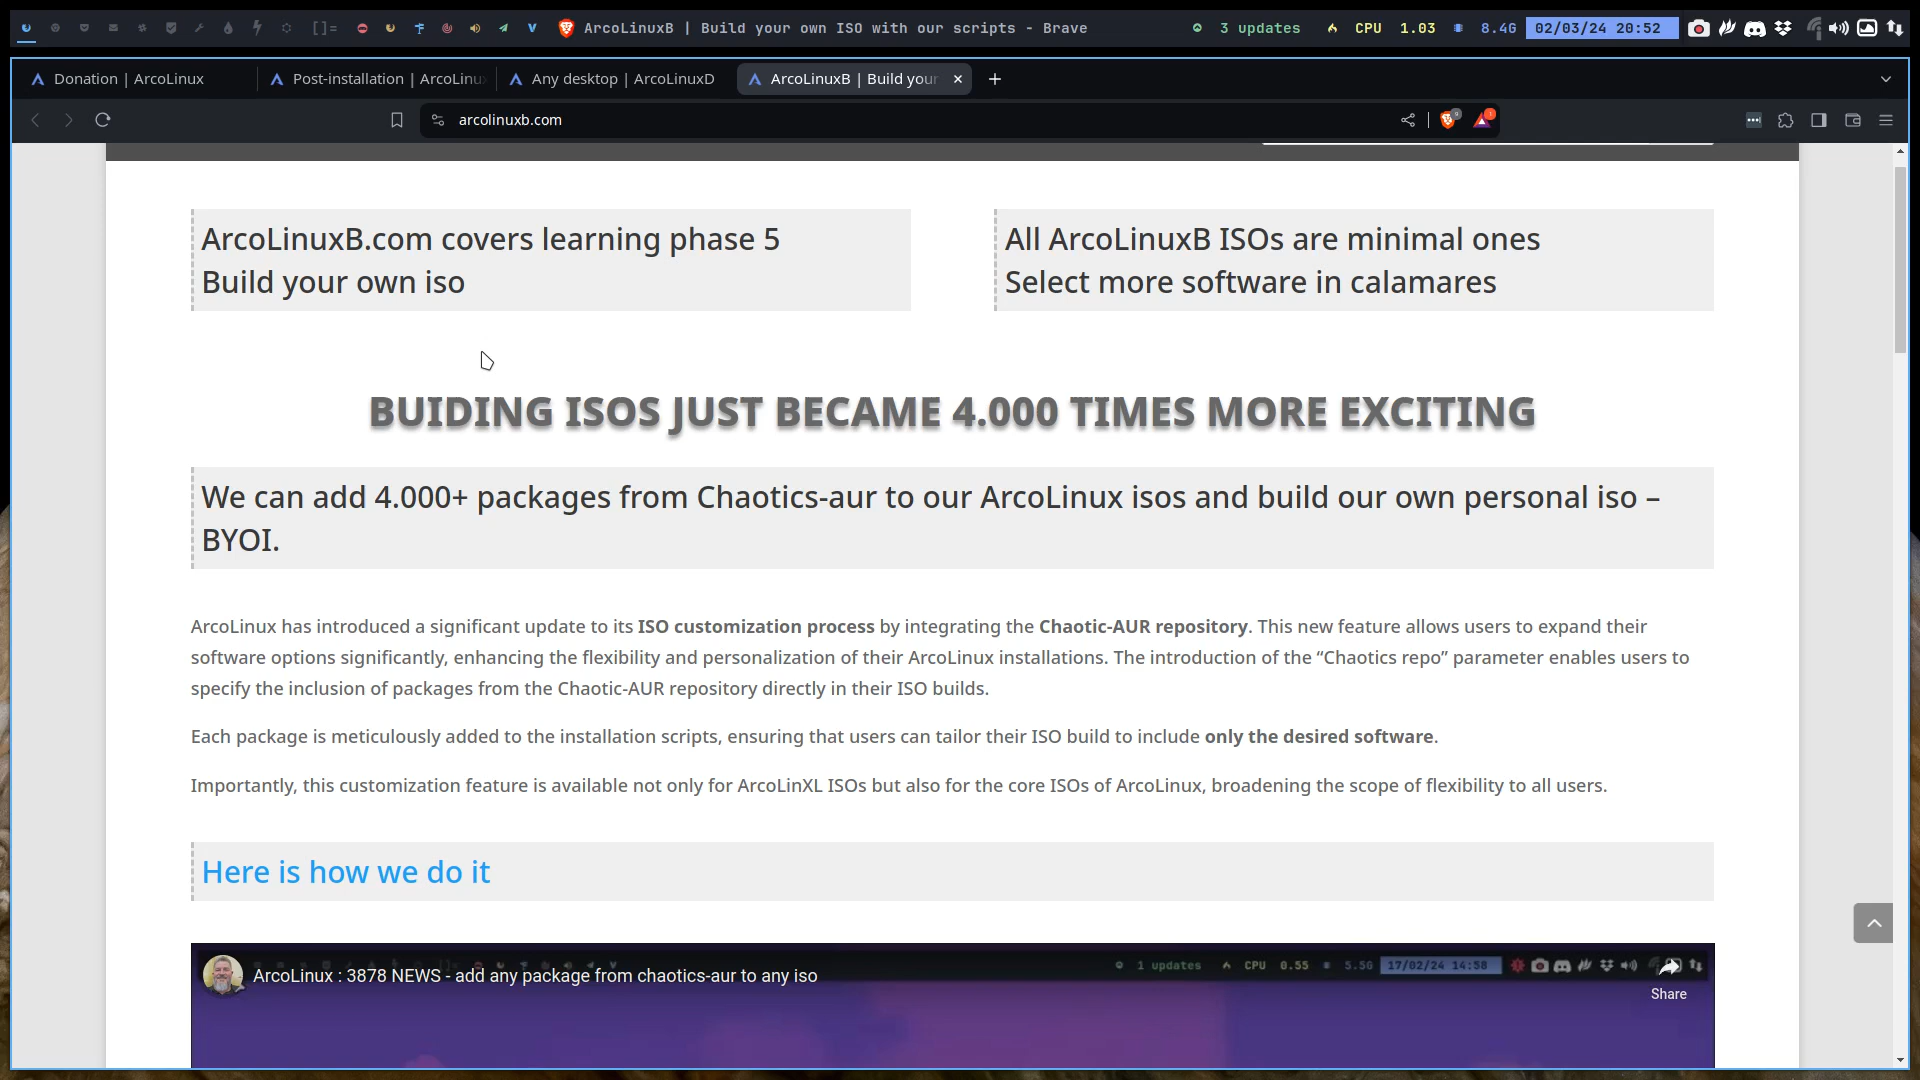 []=
ArcoLinuxB | Build your own ISO with our scripts - Brave
3 updates
CPU 1.03
8.4G
02/03/24 20:52
Donation | ArcoLinux
Post-installation | ArcoLinux
Any desktop | ArcoLinuxD
ArcoLinuxB | Build your
arcolinuxb.com
ArcoLinuxB.com covers learning phase 5
Build your own iso
All ArcoLinuxB ISOs are minimal ones
Select more software in calamares
BUIDING ISOS JUST BECAME 4.000 TIMES MORE EXCITING
We can add 4.000+ packages from Chaotics-aur to our ArcoLinux isos and build our own personal iso –
BYOI.
ArcoLinux has introduced a significant update to its ISO customization process by integrating the Chaotic-AUR repository. This new feature allows users to expand their
software options significantly, enhancing the flexibility and personalization of their ArcoLinux installations. The introduction of the “Chaotics repo” parameter enables users to
specify the inclusion of packages from the Chaotic-AUR repository directly in their ISO builds.
Each package is meticulously added to the installation scripts, ensuring that users can tailor their ISO build to include only the desired software.
Importantly, this customization feature is available not only for ArcoLinXL ISOs but also for the core ISOs of ArcoLinux, broadening the scope of flexibility to all users.
Here is how we do it
ArcoLinux : 3878 NEWS - add any package from chaotics-aur to any iso
1 updates
CPU 0.55
5.5G
17/02/24 14:58
Share